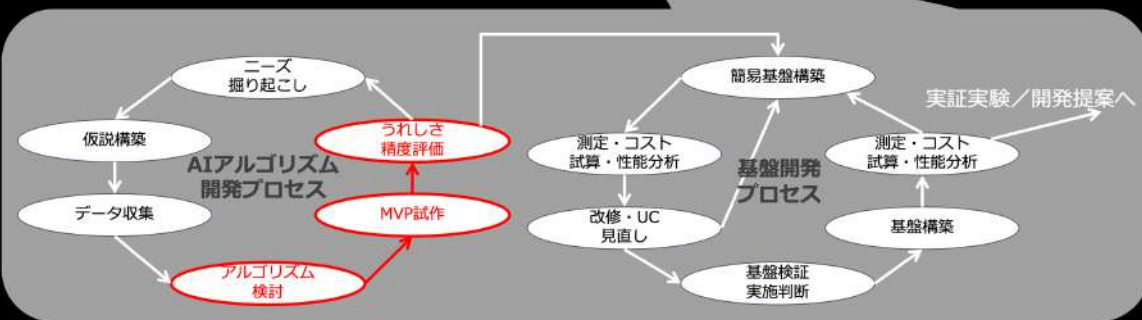 ニーズ
掘り起こし
仮説構築
データ収集
アルゴリズム
検討
MVP試作
うれしさ
精度評価
AIアルゴリズム
開発プロセス
簡易基盤構築
測定・コスト
試算・性能分析
改修・UC
見直し
基盤検証
実施判断
基盤構築
測定・コスト
試算・性能分析
基盤開発
プロセス
実証実験／開発提案へ